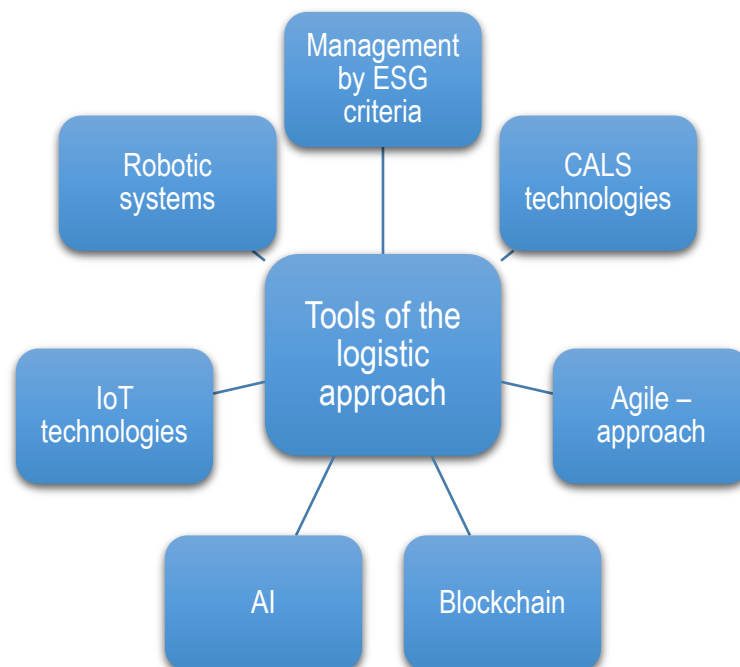 Management
by ESG
criteria
Robotic
systems
CALS
technologies
Tools of the
logistic
approach
IoT
technologies
Agile –
approach
AI
Blockchain